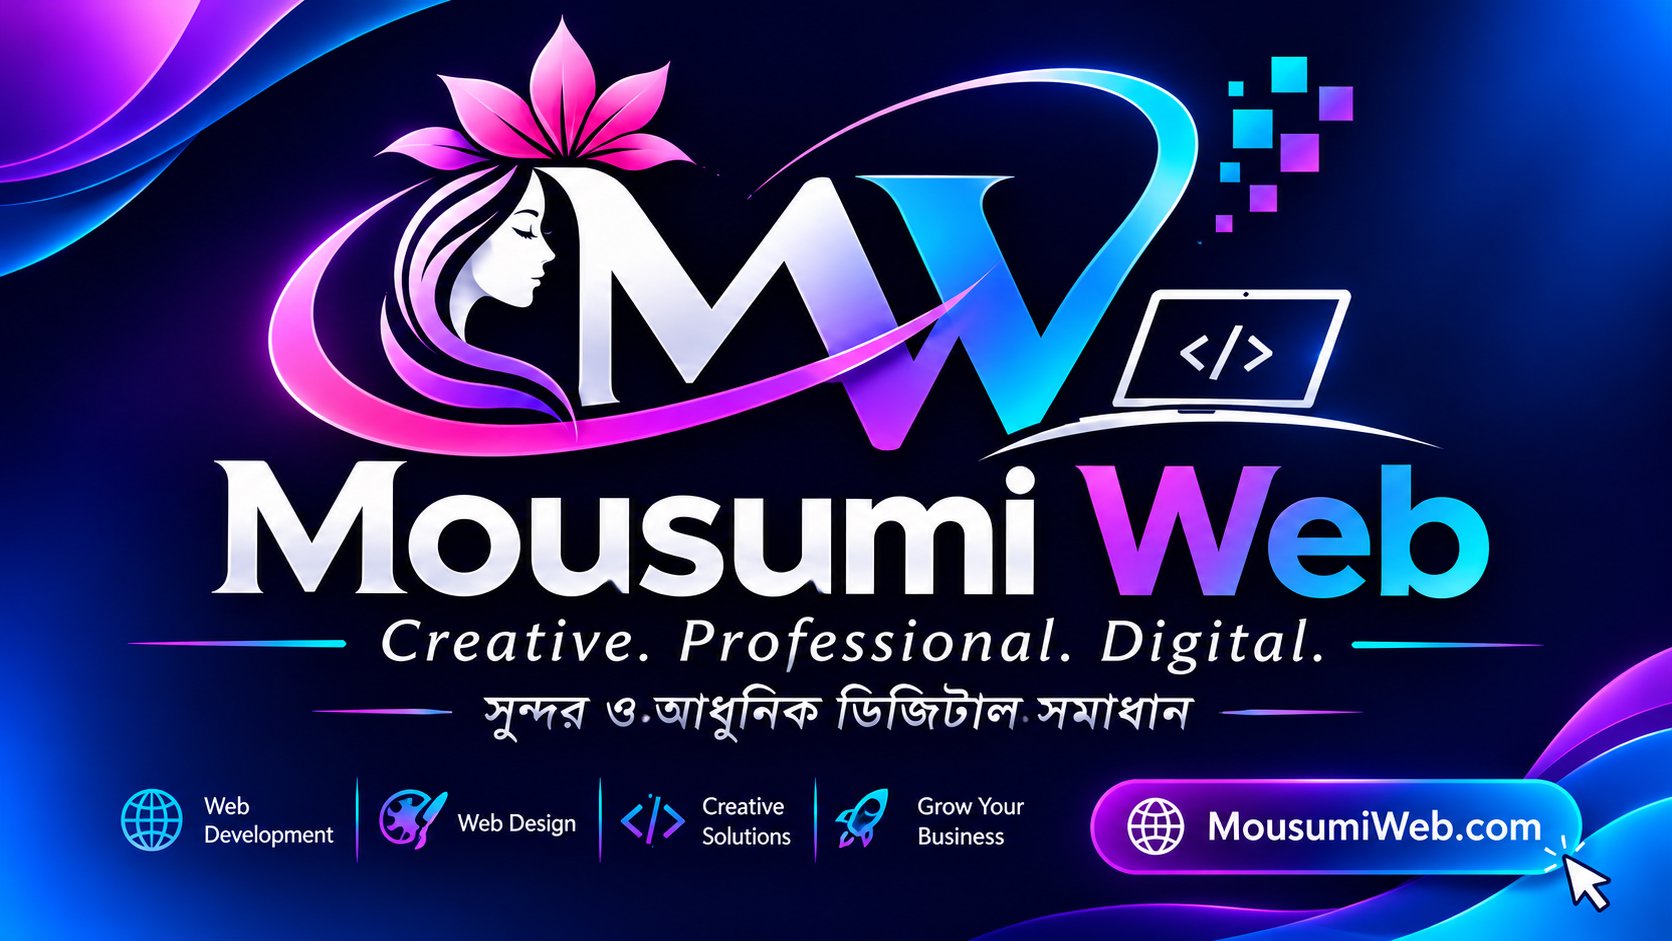 MW
</>
Mousumi Web
Creative. Professional. Digital.
সুন্দর ও আধুনিক ডিজিটাল সমাধান
Web
Development
Web Design
</>
Creative
Solutions
Grow Your
Business
MousumiWeb.com